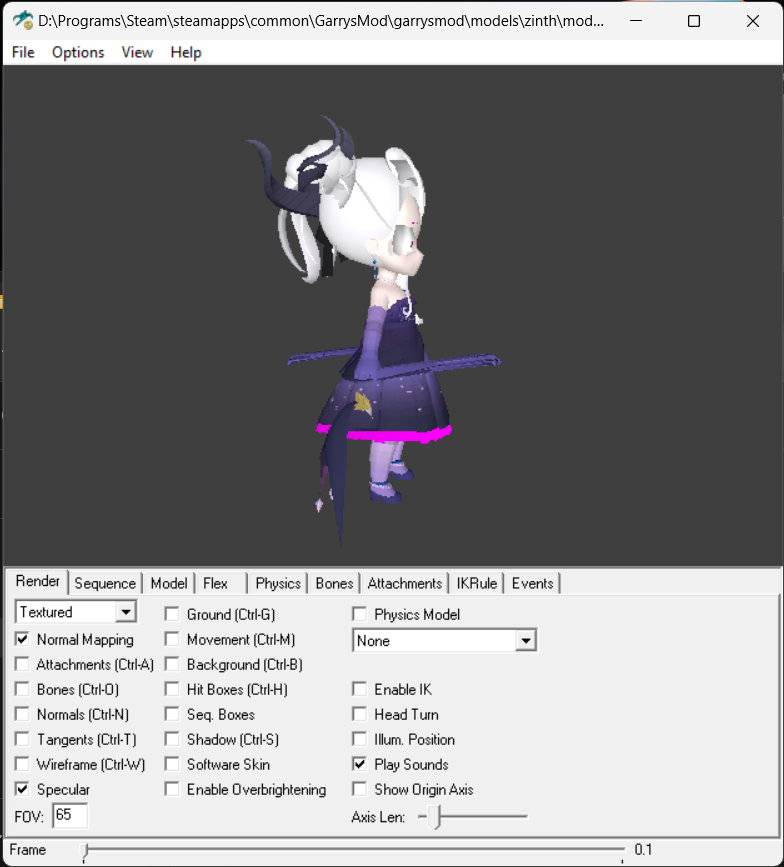 D:\Programs\Steam\steamapps\common\GarrysMod\garrysmod\models\zinth\mod...
File Options View Help
Render Sequence Model Flex Physics Bones Attachments IKRule Events
Textured Ground (Ctrl-G) Physics Model
Normal Mapping Movement (Ctrl-M) None
Attachments (Ctrl-A) Background (Ctrl-B)
Bones (Ctrl-O) Hit Boxes (Ctrl-H) Enable IK
Normals (Ctrl-N) Seq. Boxes Head Turn
Tangents (Ctrl-T) Shadow (Ctrl-S) Illum. Position
Wireframe (Ctrl-W) Software Skin Play Sounds
Specular Enable Overbrightening Show Origin Axis
FOV: 65 Axis Len:
Frame 0.1